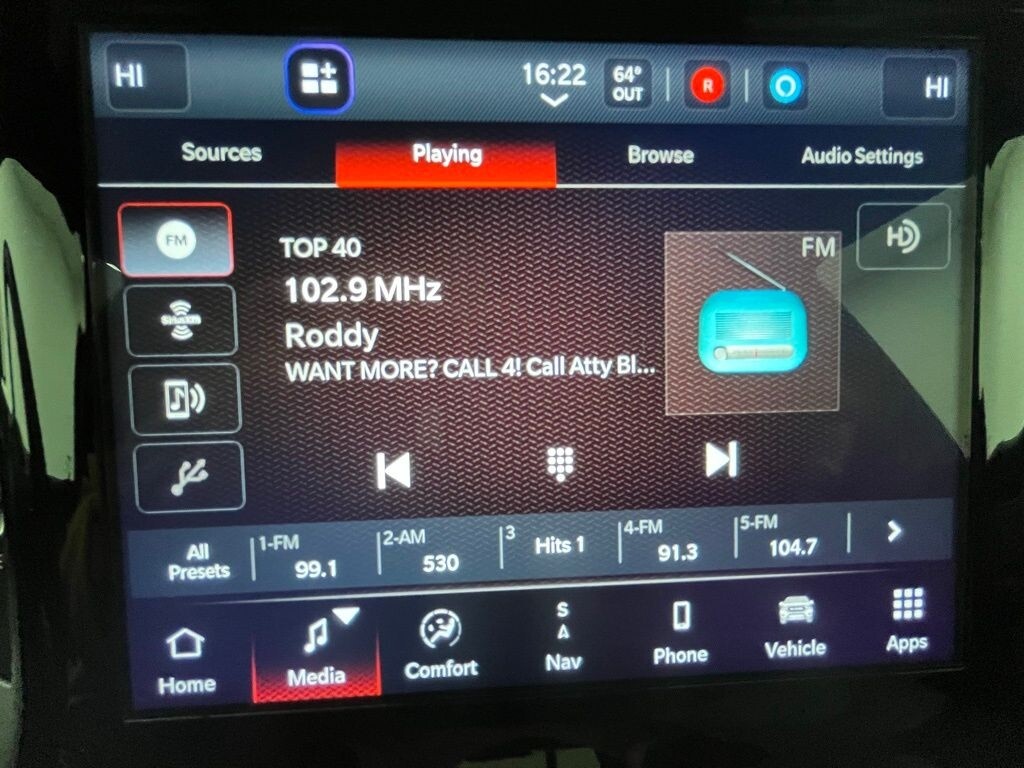 HI
16:22
64°
OUT
R
HI
Sources
Playing
Browse
Audio Settings
FM
TOP 40
102.9 MHz
Roddy
WANT MORE? CALL 4! Call Atty Bl...
FM
HD
SiriusXM
All
Presets
1-FM
99.1
2-AM
530
3
Hits 1
4-FM
91.3
5-FM
104.7
Home
Media
Comfort
S
Nav
Phone
Vehicle
Apps